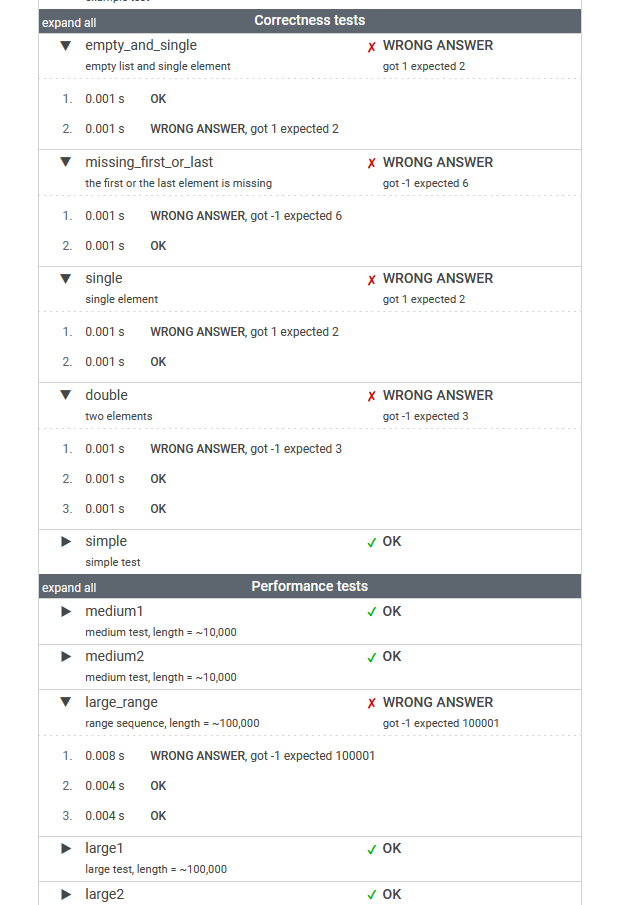 example test
expand all Correctness tests
▼ empty_and_single ✗ WRONG ANSWER
empty list and single element got 1 expected 2
1. 0.001 s OK
2. 0.001 s WRONG ANSWER, got 1 expected 2
▼ missing_first_or_last ✗ WRONG ANSWER
the first or the last element is missing got -1 expected 6
1. 0.001 s WRONG ANSWER, got -1 expected 6
2. 0.001 s OK
▼ single ✗ WRONG ANSWER
single element got 1 expected 2
1. 0.001 s WRONG ANSWER, got 1 expected 2
2. 0.001 s OK
▼ double ✗ WRONG ANSWER
two elements got -1 expected 3
1. 0.001 s WRONG ANSWER, got -1 expected 3
2. 0.001 s OK
3. 0.001 s OK
▶ simple ✓ OK
simple test
expand all Performance tests
▶ medium1 ✓ OK
medium test, length = ~10,000
▶ medium2 ✓ OK
medium test, length = ~10,000
▼ large_range ✗ WRONG ANSWER
range sequence, length = ~100,000 got -1 expected 100001
1. 0.008 s WRONG ANSWER, got -1 expected 100001
2. 0.004 s OK
3. 0.004 s OK
▶ large1 ✓ OK
large test, length = ~100,000
▶ large2 ✓ OK